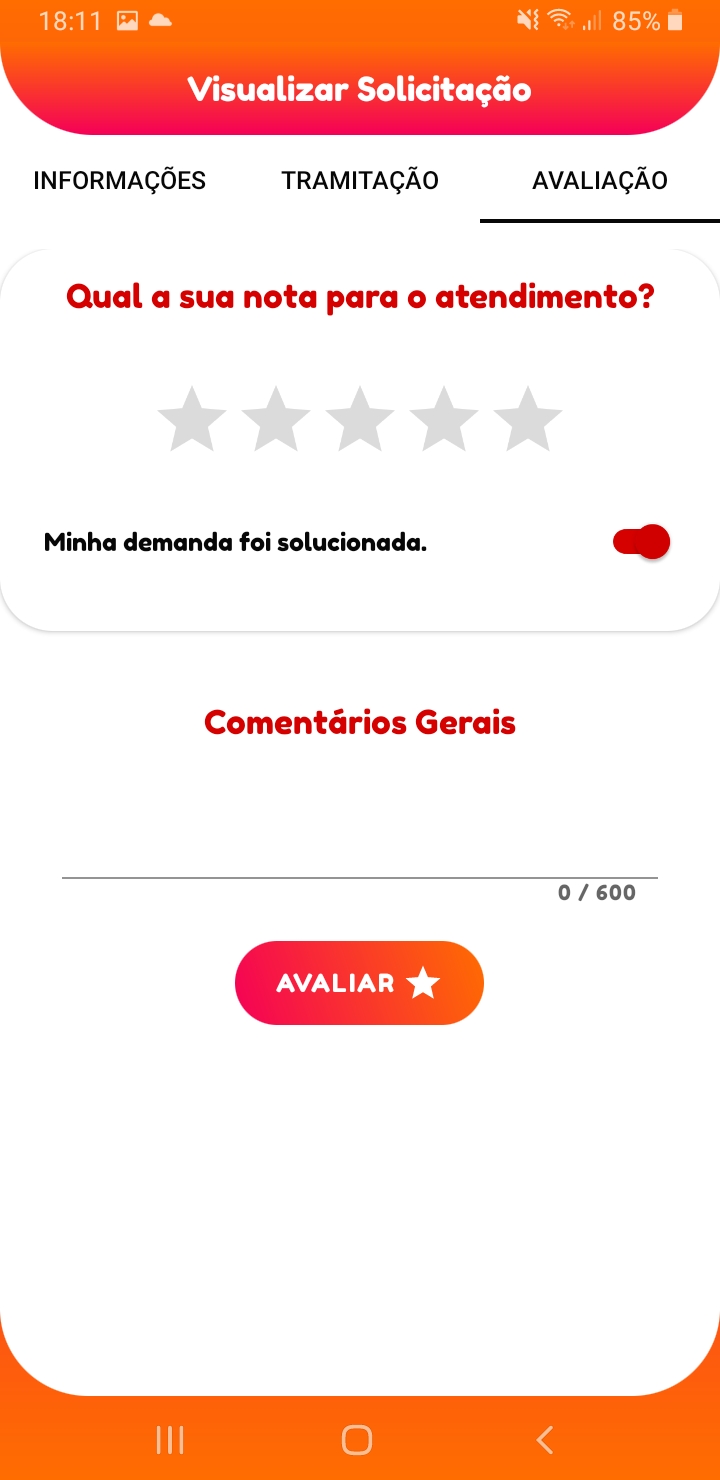 18:11 85%
Visualizar Solicitação
INFORMAÇÕES TRAMITAÇÃO AVALIAÇÃO
Qual a sua nota para o atendimento?
Minha demanda foi solucionada.
Comentários Gerais
0 / 600
AVALIAR